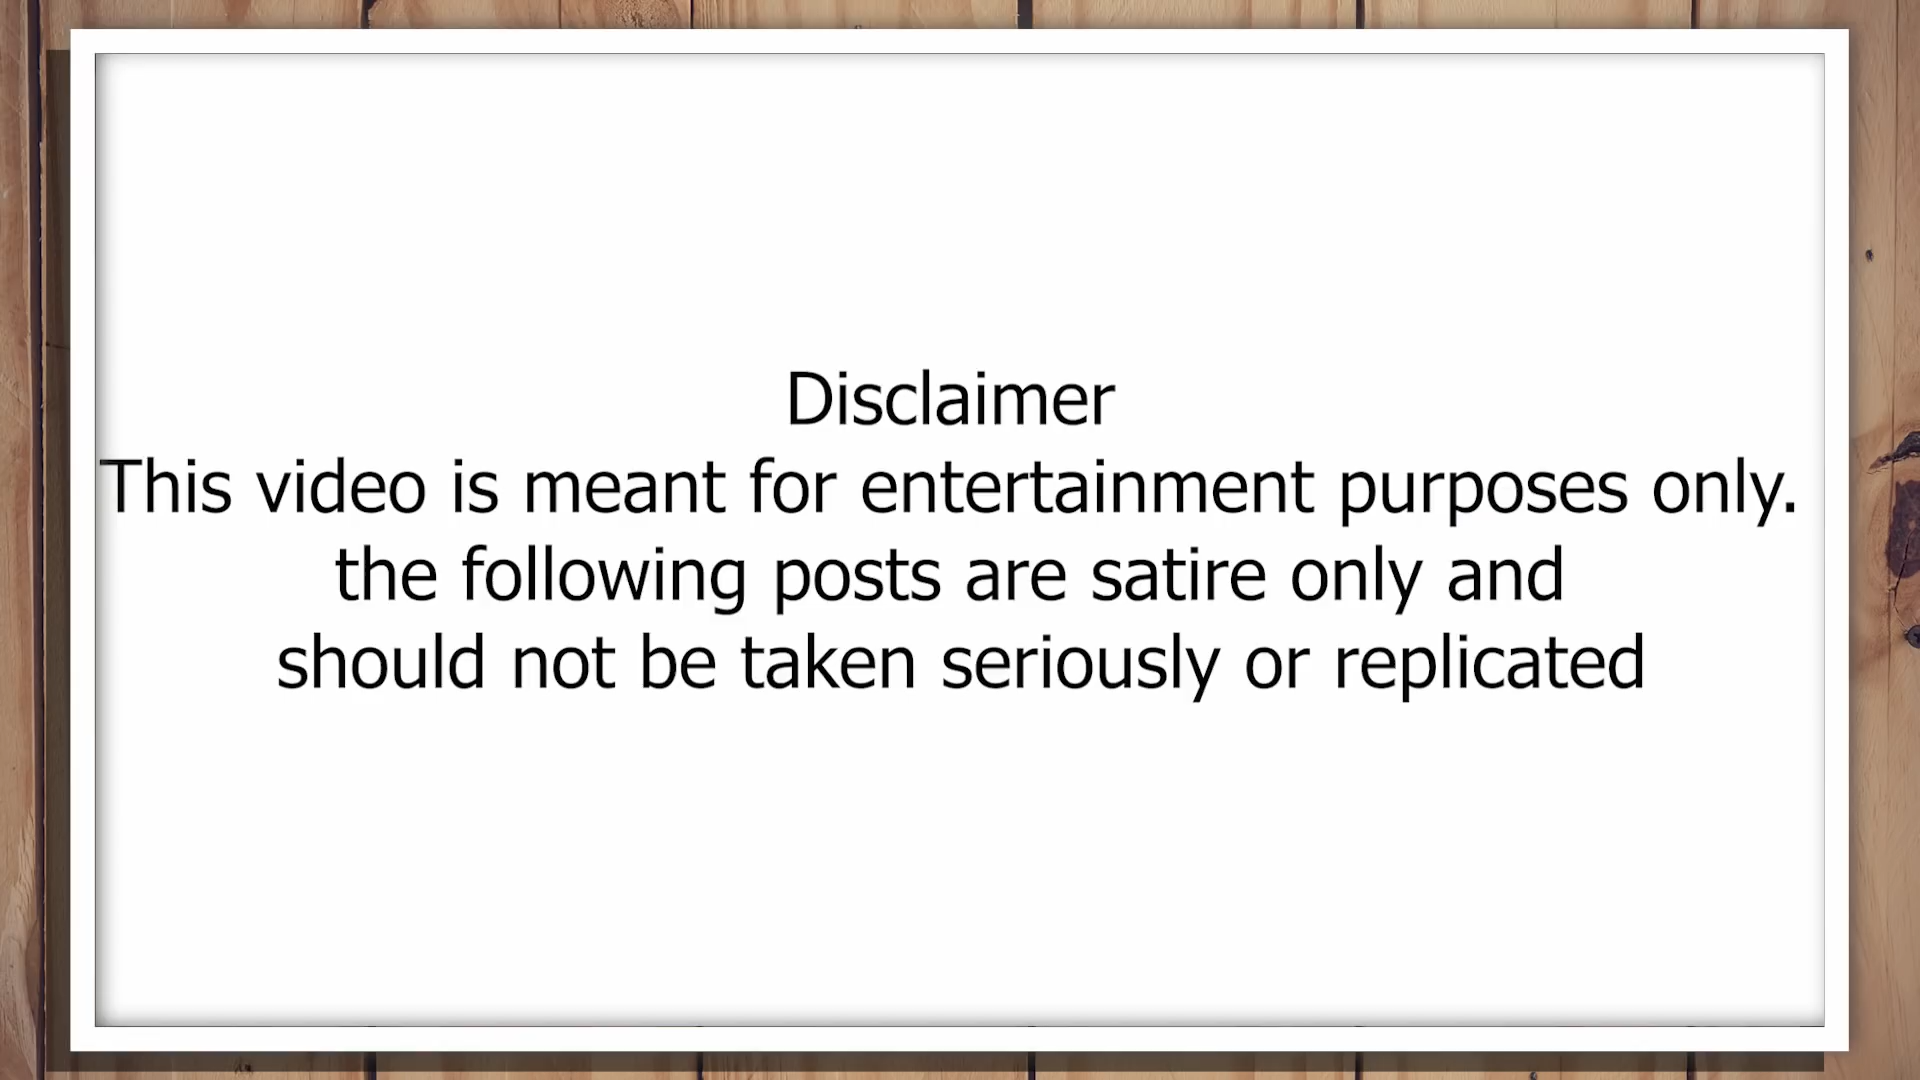 Disclaimer
This video is meant for entertainment purposes only.
the following posts are satire only and
should not be taken seriously or replicated